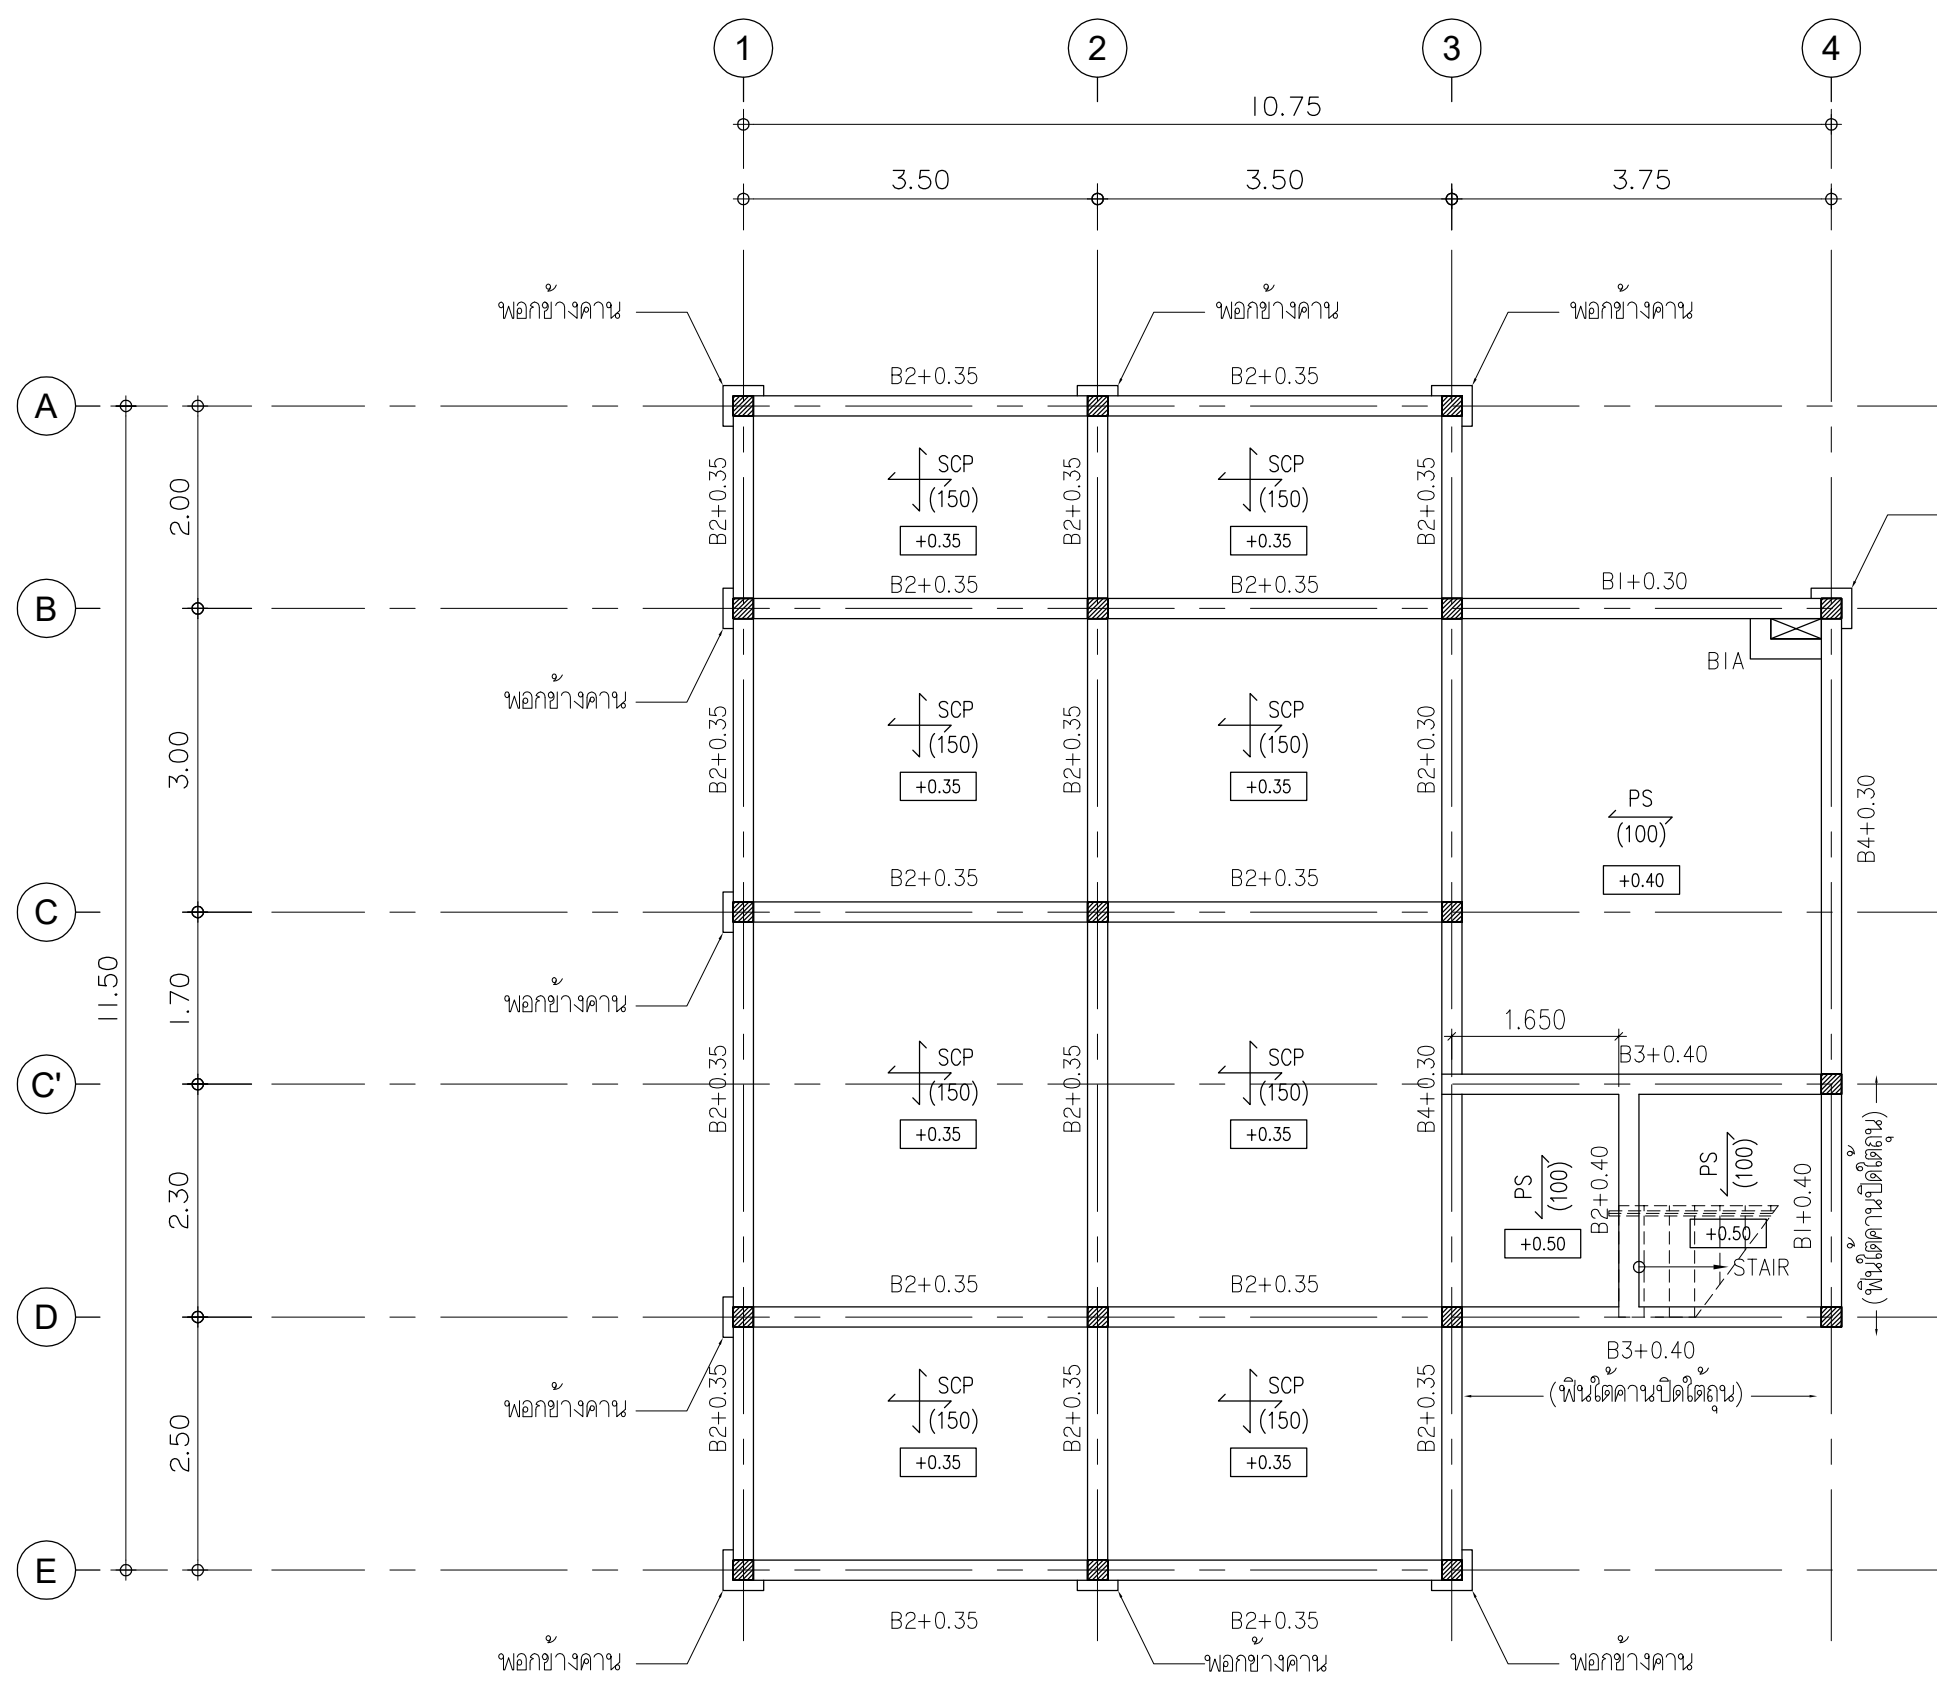 1
2
3
4
10.75
3.50
3.50
3.75
พอกข้างคาน
พอกข้างคาน
พอกข้างคาน
B2+0.35
B2+0.35
A
2.00
B2+0.35
SCP
(150)
+0.35
B2+0.35
SCP
(150)
+0.35
B2+0.35
B2+0.35
B2+0.35
B1+0.30
B
B1A
พอกข้างคาน
3.00
B2+0.35
SCP
(150)
+0.35
B2+0.35
SCP
(150)
+0.35
B2+0.30
PS
(100)
+0.40
B4+0.30
B2+0.35
B2+0.35
C
11.50
1.70
พอกข้างคาน
1.650
B3+0.40
C'
B2+0.35
SCP
(150)
+0.35
B2+0.35
SCP
(150)
+0.35
B4+0.30
2.30
PS
(100)
+0.50
B2+0.40
PS
(100)
+0.50
B1+0.40
(ฟินใต้คานปิดใต้ถุน)
STAIR
B2+0.35
B2+0.35
D
B3+0.40
(ฟินใต้คานปิดใต้ถุน)
พอกข้างคาน
2.50
B2+0.35
SCP
(150)
+0.35
B2+0.35
SCP
(150)
+0.35
B2+0.35
E
B2+0.35
B2+0.35
พอกข้างคาน
พอกข้างคาน
พอกข้างคาน